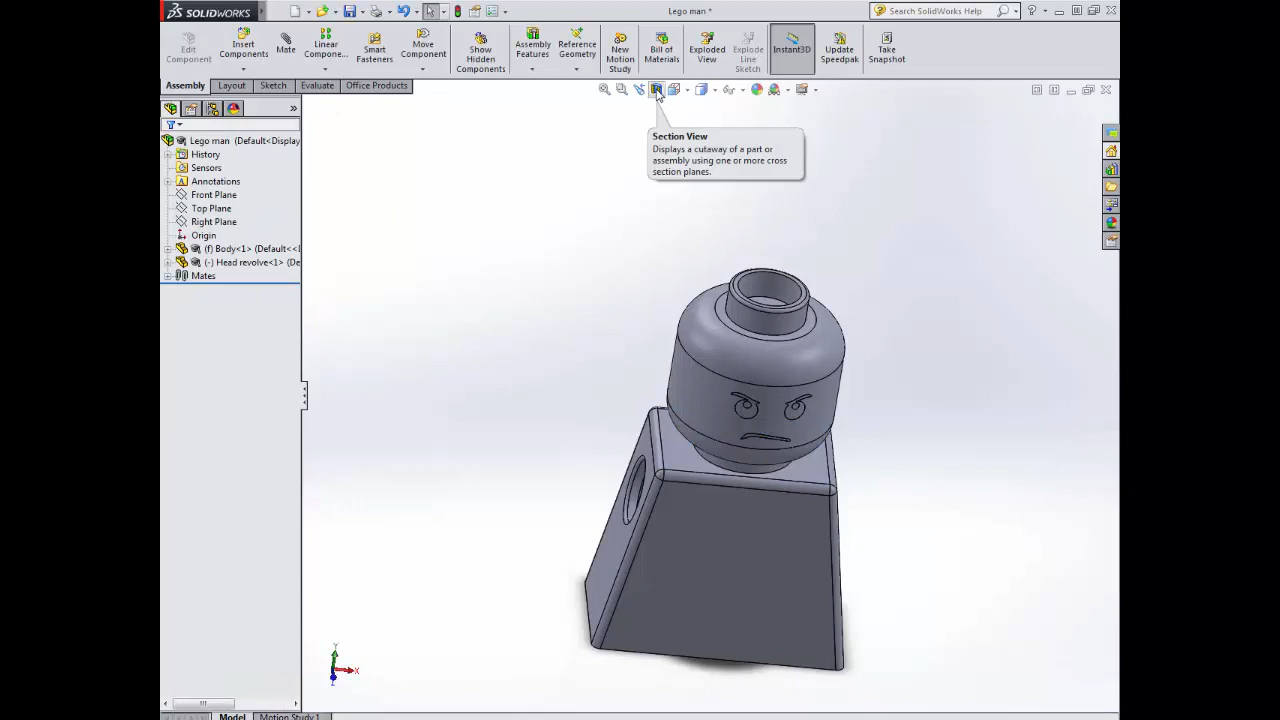 SOLIDWORKS
Lego man *
Search SolidWorks Help
Edit Component
Insert Components
Mate
Linear Compone...
Smart Fasteners
Move Component
Show Hidden Components
Assembly Features
Reference Geometry
New Motion Study
Bill of Materials
Exploded View
Explode Line Sketch
Instant3D
Update Speedpak
Take Snapshot
Assembly
Layout
Sketch
Evaluate
Office Products
Lego man (Default<Display
History
Sensors
Annotations
Front Plane
Top Plane
Right Plane
Origin
(f) Body<1> (Default<<
(-) Head revolve<1> (De
Mates
Section View
Displays a cutaway of a part or
assembly using one or more cross
section planes.
Y
X
Z
Model
Motion Study 1